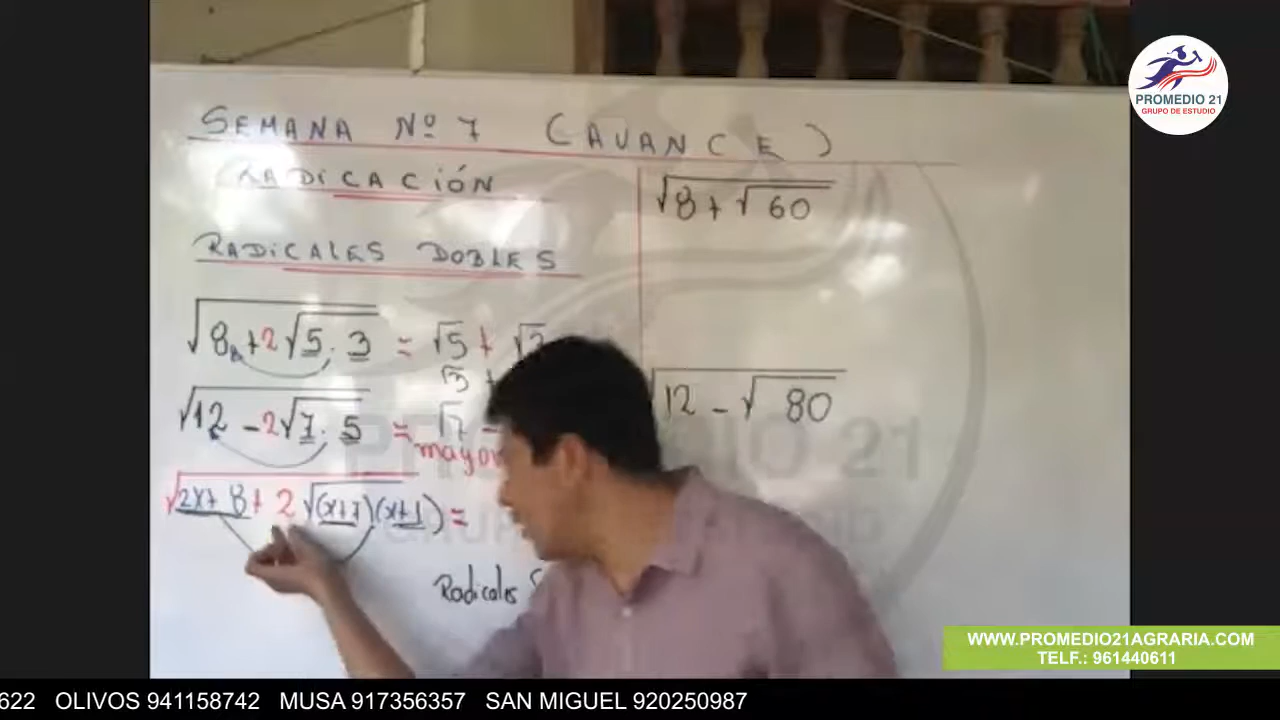 SEMANA Nº 7 (AVANCE)
RADICACIÓN
RADICALES DOBLES
√8+2√5.3 = √5 + √3
√3 +
√12 - 2√7.5 = √7 -
mayor
√2x+8+2√(x+7)(x+1) =
Radicales
√8+√60
√12-√80
PROMEDIO 21
GRUPO DE ESTUDIO
WWW.PROMEDIO21AGRARIA.COM
TELF.: 961440611
622 OLIVOS 941158742 MUSA 917356357 SAN MIGUEL 920250987